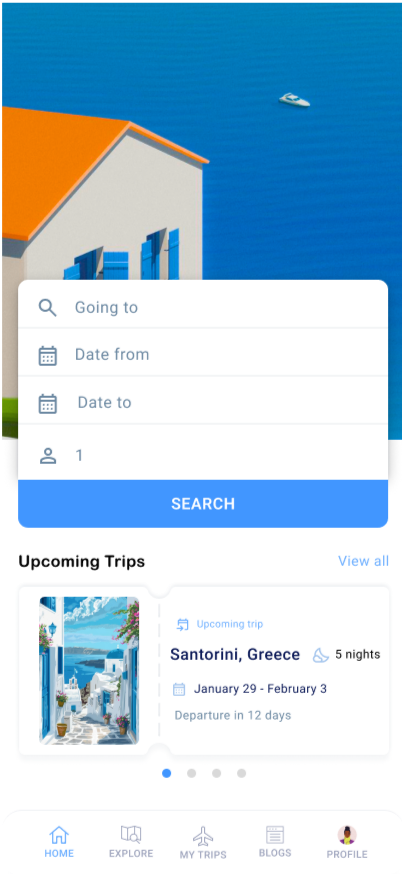 Going to
Date from
Date to
1
SEARCH
Upcoming Trips View all
Upcoming trip
Santorini, Greece 5 nights
January 29 - February 3
Departure in 12 days
HOME EXPLORE MY TRIPS BLOGS PROFILE